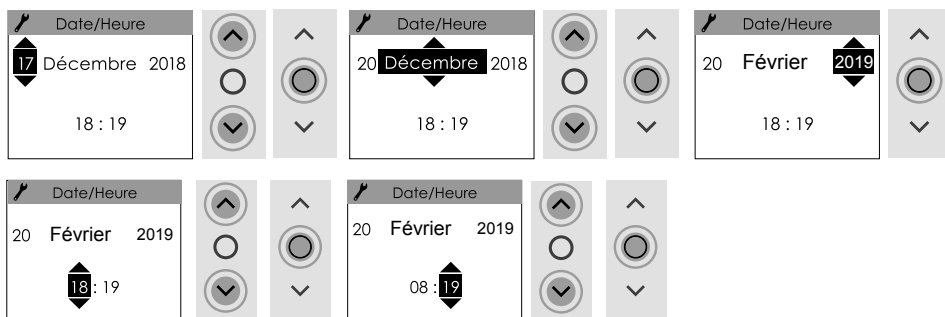 Date/Heure
17 Décembre 2018
18 : 19
Date/Heure
20 Décembre 2018
18 : 19
Date/Heure
20 Février 2019
18 : 19
Date/Heure
20 Février 2019
18 : 19
Date/Heure
20 Février 2019
08 : 19